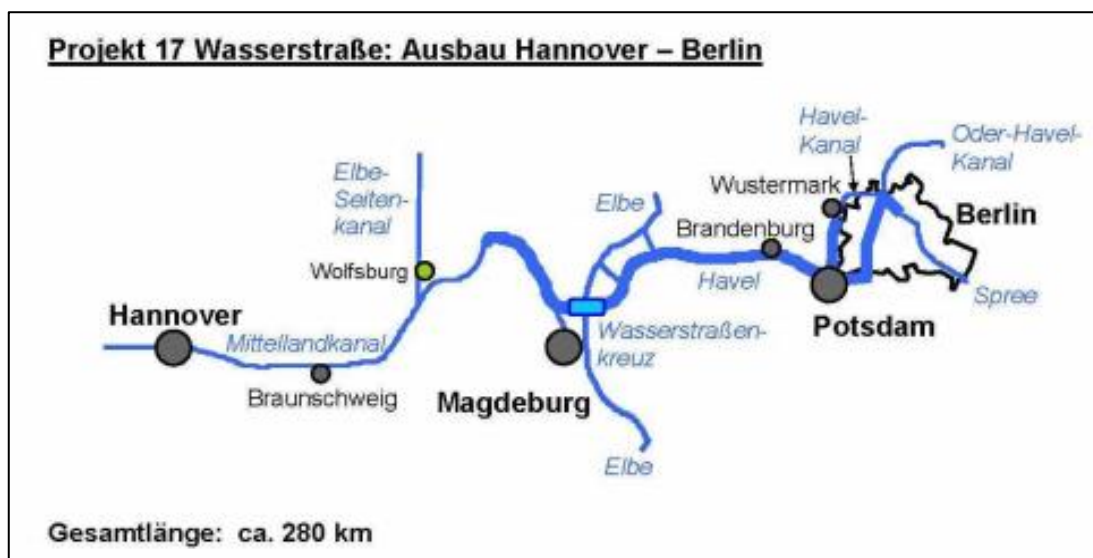 Projekt 17 Wasserstraße: Ausbau Hannover – Berlin
Havel-
Kanal
Oder-Havel-
Kanal
Elbe-
Seiten-
kanal
Elbe
Wustermark
Brandenburg
Berlin
Wolfsburg
Havel
Spree
Hannover
Potsdam
Mittellandkanal
Wasserstraßen-
kreuz
Braunschweig
Magdeburg
Elbe
Gesamtlänge: ca. 280 km